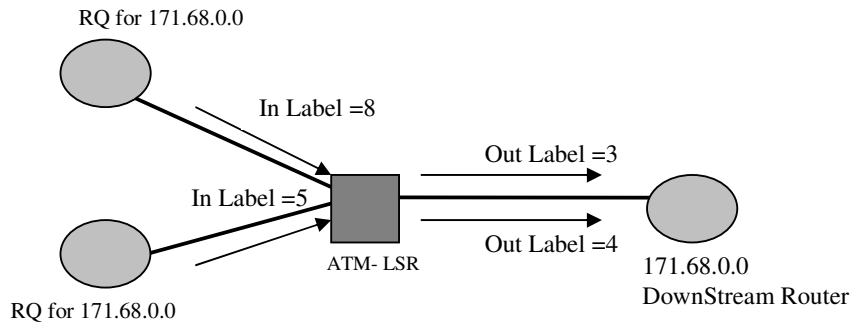 RQ for 171.68.0.0
In Label =8
Out Label =3
In Label =5
Out Label =4
ATM- LSR
171.68.0.0
DownStream Router
RQ for 171.68.0.0